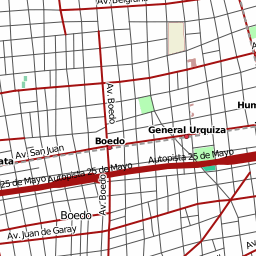 Av. Belgrano
Av. Boedo
Hum
General Urquiza
Boedo
Av. San Juan
ata
Autopista 25 de Mayo
25 de Mayo
Autopista 25 de Mayo
Av. Boedo
Boedo
Av. Juan de Garay
Av.